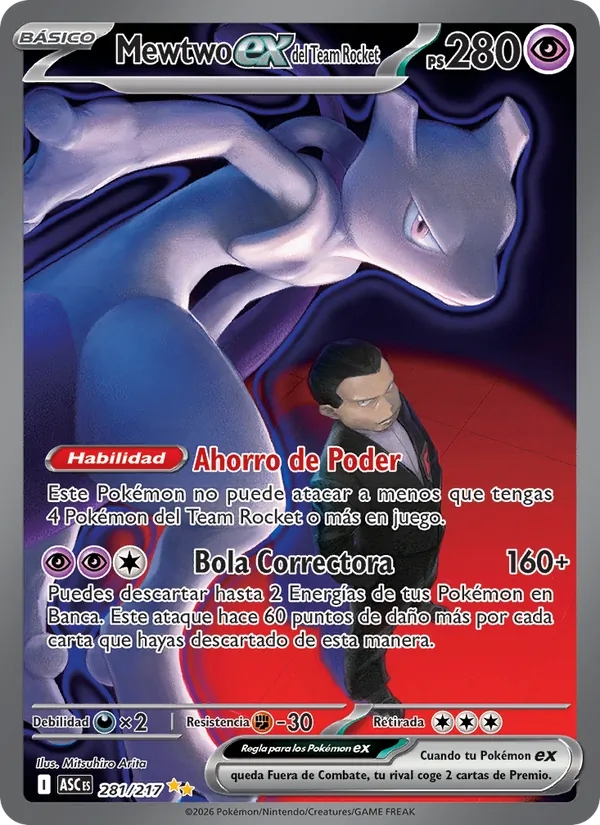 BÁSICO Mewtwo ex del Team Rocket PS 280
Habilidad Ahorro de Poder
Este Pokémon no puede atacar a menos que tengas
4 Pokémon del Team Rocket o más en juego.
Bola Correctora 160+
Puedes descartar hasta 2 Energías de tus Pokémon en
Banca. Este ataque hace 60 puntos de daño más por cada
carta que hayas descartado de esta manera.
Debilidad ×2 Resistencia -30 Retirada
Ilus. Mitsuhiro Arita
Regla para los Pokémon ex Cuando tu Pokémon ex
queda Fuera de Combate, tu rival coge 2 cartas de Premio.
I ASC ES 281/217
©2026 Pokémon/Nintendo/Creatures/GAME FREAK